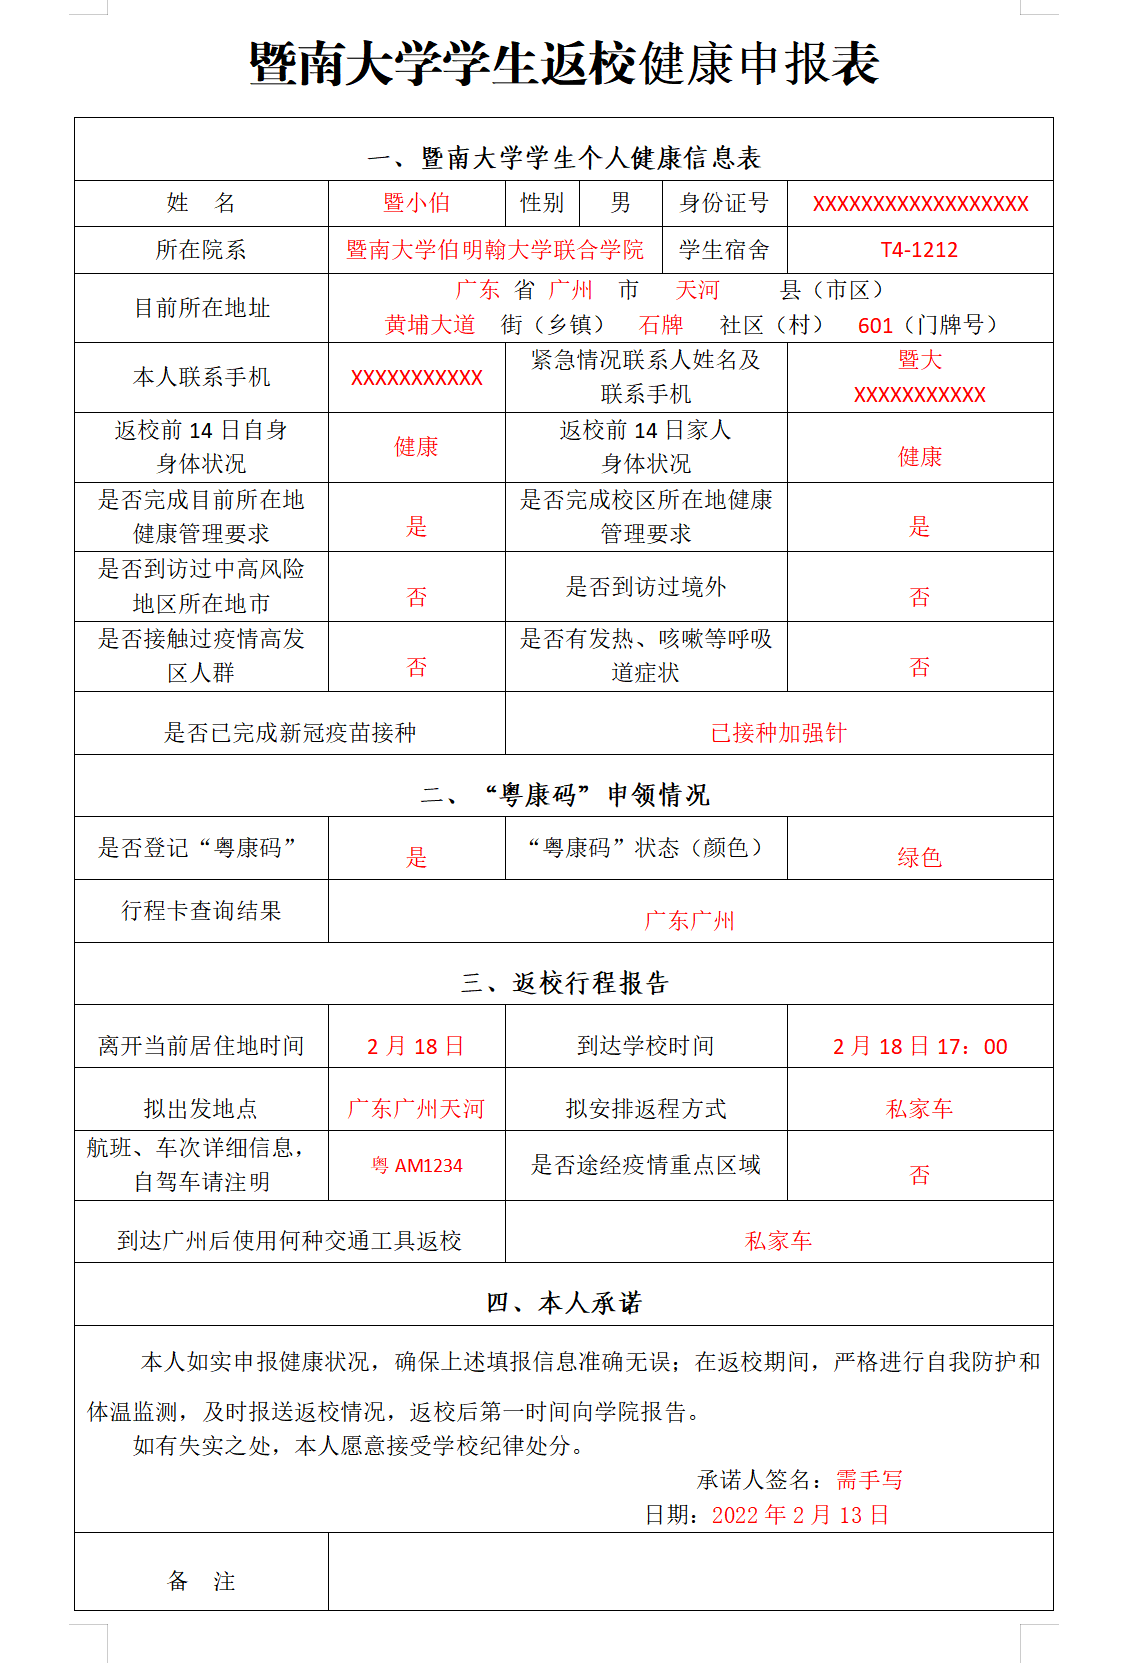 暨南大学学生返校健康申报表
一、暨南大学学生个人健康信息表
姓 名 暨小伯 性别 男 身份证号 XXXXXXXXXXXXXXXXXX
所在院系 暨南大学伯明翰大学联合学院 学生宿舍 T4-1212
目前所在地址 广东 省 广州 市 天河 县（市区）
黄埔大道 街（乡镇） 石牌 社区（村） 601（门牌号）
本人联系手机 XXXXXXXXXXX 紧急情况联系人姓名及
联系手机 暨大
XXXXXXXXXXX
返校前 14 日自身
身体状况 健康 返校前 14 日家人
身体状况 健康
是否完成目前所在地
健康管理要求 是 是否完成校区所在地健康
管理要求 是
是否到访过中高风险
地区所在地市 否 是否到访过境外 否
是否接触过疫情高发
区人群 否 是否有发热、咳嗽等呼吸
道症状 否
是否已完成新冠疫苗接种 已接种加强针
二、“粤康码”申领情况
是否登记“粤康码” 是 “粤康码”状态（颜色） 绿色
行程卡查询结果 广东广州
三、返校行程报告
离开当前居住地时间 2 月 18 日 到达学校时间 2 月 18 日 17：00
拟出发地点 广东广州天河 拟安排返程方式 私家车
航班、车次详细信息，
自驾车请注明 粤 AM1234 是否途经疫情重点区域 否
到达广州后使用何种交通工具返校 私家车
四、本人承诺
本人如实申报健康状况，确保上述填报信息准确无误；在返校期间，严格进行自我防护和
体温监测，及时报送返校情况，返校后第一时间向学院报告。
如有失实之处，本人愿意接受学校纪律处分。
承诺人签名：需手写
日期：2022 年 2 月 13 日
备 注